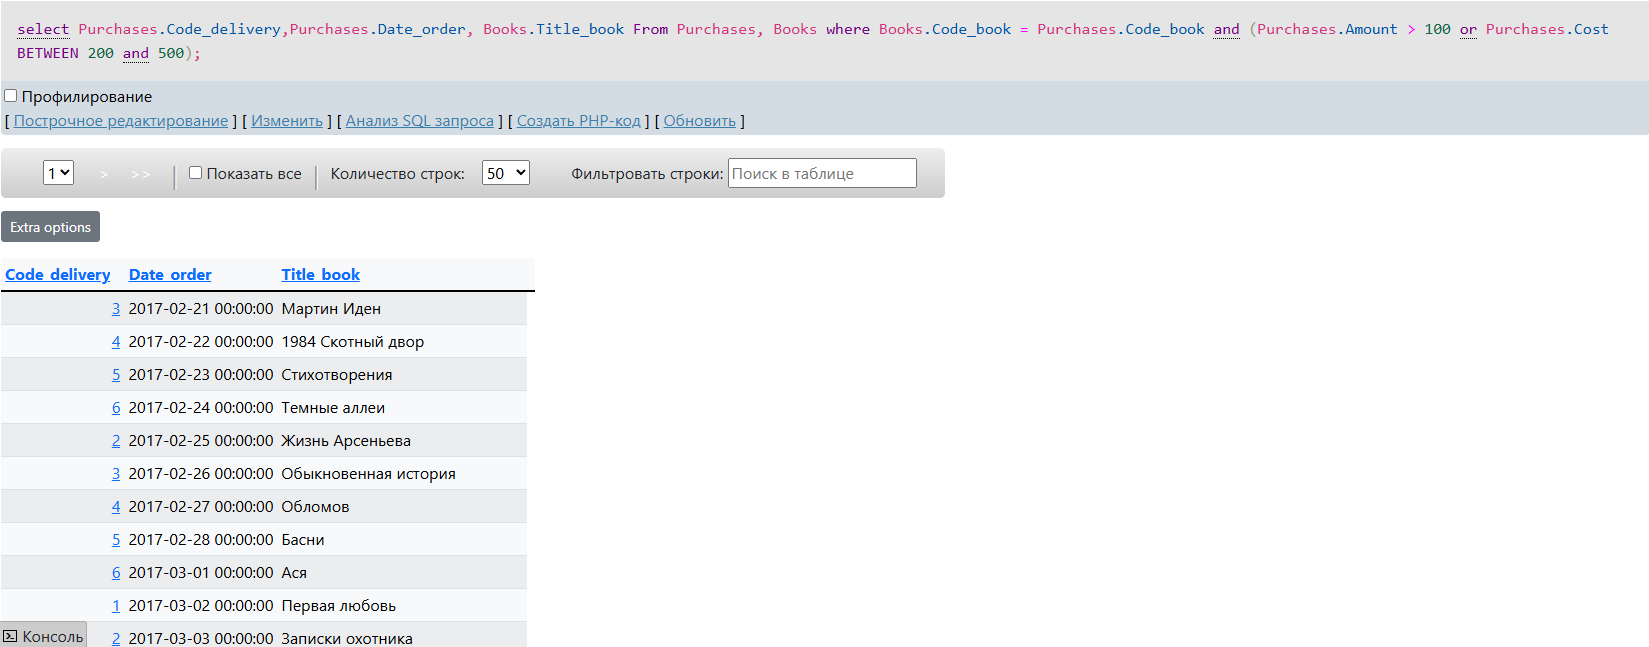 select Purchases.Code_delivery,Purchases.Date_order, Books.Title_book From Purchases, Books where Books.Code_book = Purchases.Code_book and (Purchases.Amount > 100 or Purchases.Cost
BETWEEN 200 and 500);
Профилирование
[ Построчное редактирование ] [ Изменить ] [ Анализ SQL запроса ] [ Создать PHP-код ] [ Обновить ]
1 > >> Показать все Количество строк: 50 Фильтровать строки: Поиск в таблице
Extra options
Code_delivery Date_order Title_book
3 2017-02-21 00:00:00 Мартин Иден
4 2017-02-22 00:00:00 1984 Скотный двор
5 2017-02-23 00:00:00 Стихотворения
6 2017-02-24 00:00:00 Темные аллеи
2 2017-02-25 00:00:00 Жизнь Арсеньева
3 2017-02-26 00:00:00 Обыкновенная история
4 2017-02-27 00:00:00 Обломов
5 2017-02-28 00:00:00 Басни
6 2017-03-01 00:00:00 Ася
1 2017-03-02 00:00:00 Первая любовь
Консоль 2 2017-03-03 00:00:00 Записки охотника